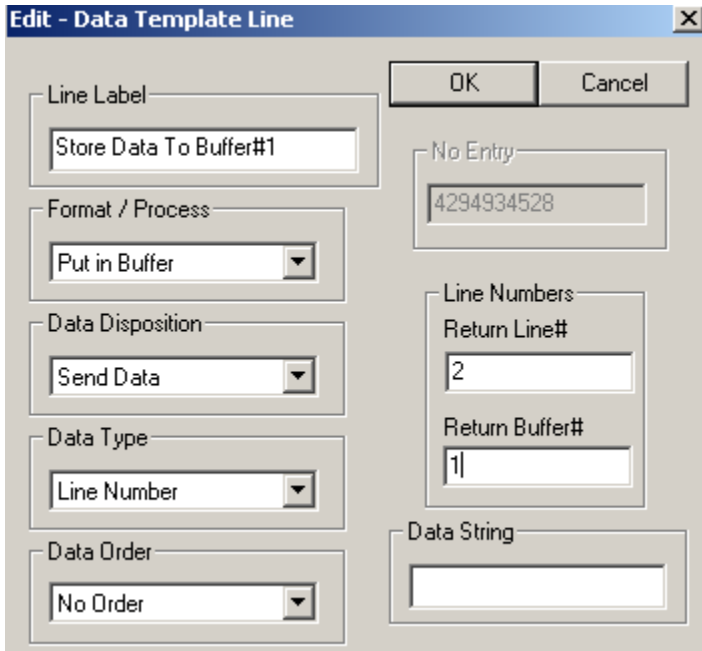 Edit - Data Template Line
OK
Cancel
Line Label
Store Data To Buffer#1
No Entry
4294934528
Format / Process
Put in Buffer
Line Numbers
Return Line#
2
Data Disposition
Send Data
Return Buffer#
1
Data Type
Line Number
Data String
Data Order
No Order